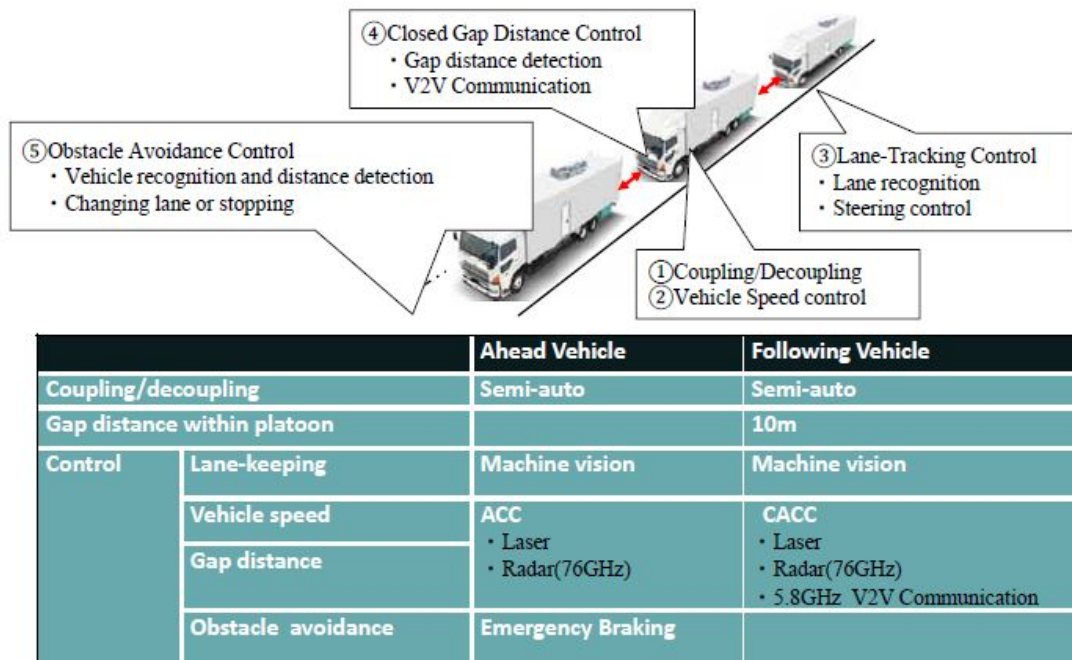 ④Closed Gap Distance Control
・Gap distance detection
・V2V Communication
⑤Obstacle Avoidance Control
・Vehicle recognition and distance detection
・Changing lane or stopping
③Lane-Tracking Control
・Lane recognition
・Steering control
①Coupling/Decoupling
②Vehicle Speed control
Ahead Vehicle Following Vehicle
Coupling/decoupling Semi-auto Semi-auto
Gap distance within platoon 10m
Control Lane-keeping Machine vision Machine vision
Vehicle speed ACC CACC
・Laser ・Laser
Gap distance ・Radar(76GHz) ・Radar(76GHz)
・5.8GHz V2V Communication
Obstacle avoidance Emergency Braking